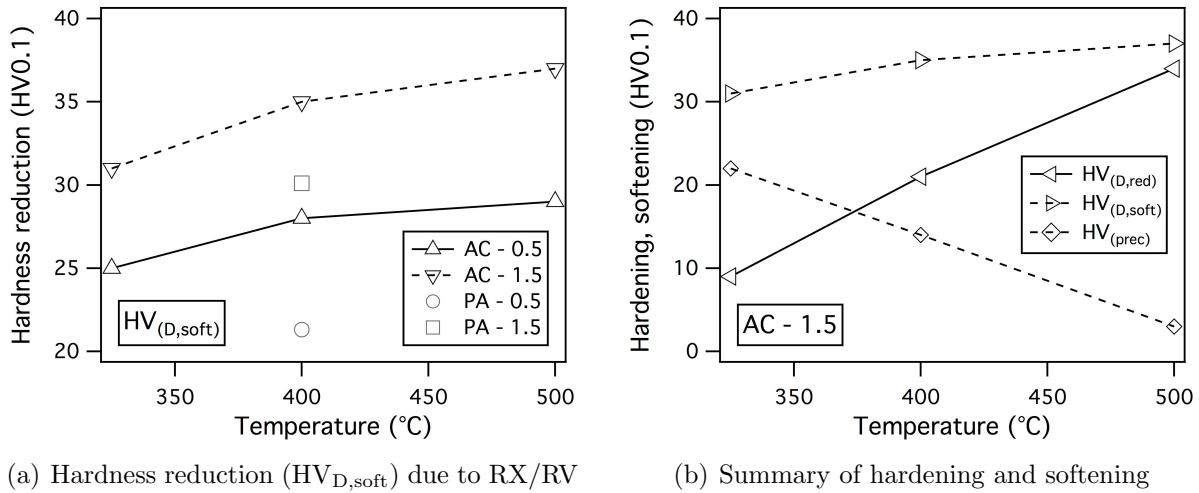 40
35
30
25
20
Hardness reduction (HV0.1)
AC - 0.5
AC - 1.5
PA - 0.5
PA - 1.5
HV(D,soft)
350
400
450
500
Temperature (°C)
(a) Hardness reduction (HVD,soft) due to RX/RV
40
30
20
10
0
Hardening, softening (HV0.1)
HV(D,red)
HV(D,soft)
HV(prec)
AC - 1.5
350
400
450
500
Temperature (°C)
(b) Summary of hardening and softening